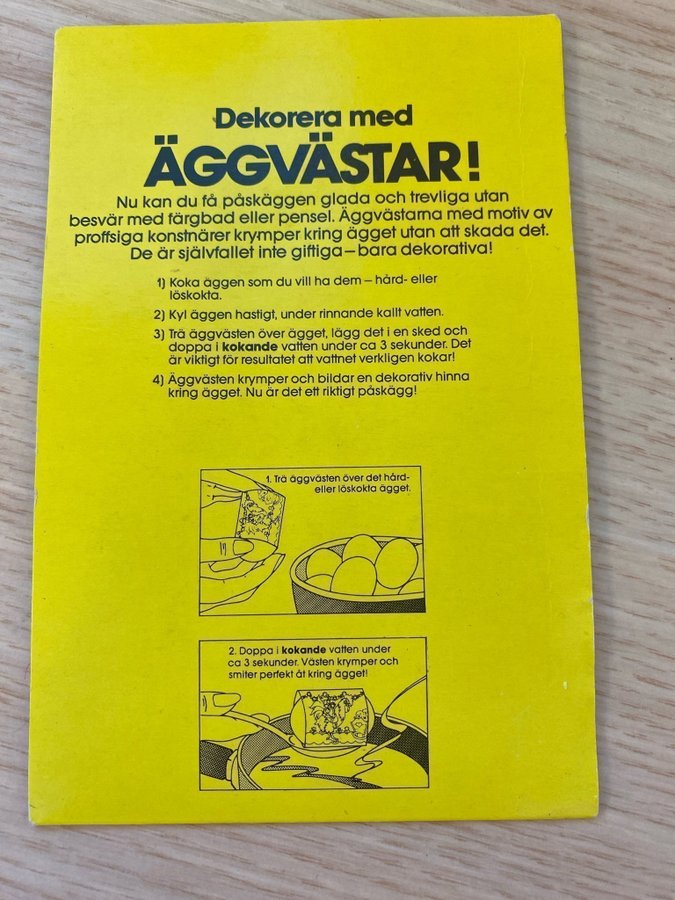 Dekorera med
ÄGGVÄSTAR!
Nu kan du få påskäggen glada och trevliga utan
besvär med färgbad eller pensel. Äggvästarna med motiv av
proffsiga konstnärer krymper kring ägget utan att skada det.
De är självfallet inte giftiga – bara dekorativa!
1) Koka äggen som du vill ha dem – hård- eller
löskokta.
2) Kyl äggen hastigt, under rinnande kallt vatten.
3) Trä äggvästen över ägget, lägg det i en sked och
doppa i kokande vatten under ca 3 sekunder. Det
är viktigt för resultatet att vattnet verkligen kokar!
4) Äggvästen krymper och bildar en dekorativ hinna
kring ägget. Nu är det ett riktigt påskägg!
1. Trä äggvästen över det hård-
eller löskokta ägget.
2. Doppa i kokande vatten under
ca 3 sekunder. Västen krymper och
smiter perfekt åt kring ägget!